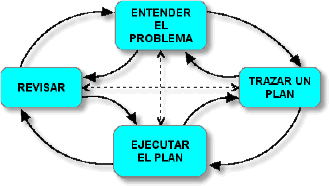 ENTENDER
EL
PROBLEMA
REVISAR
TRAZAR UN
PLAN
EJECUTAR
EL PLAN